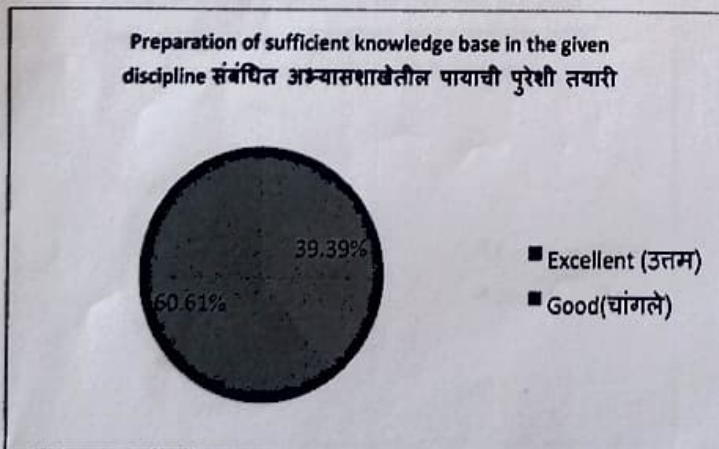 Preparation of sufficient knowledge base in the given
discipline संबंधित अभ्यासशाखेतील पायाची पुरेशी तयारी
39.39%
60.61%
Excellent (उत्तम)
Good(चांगले)